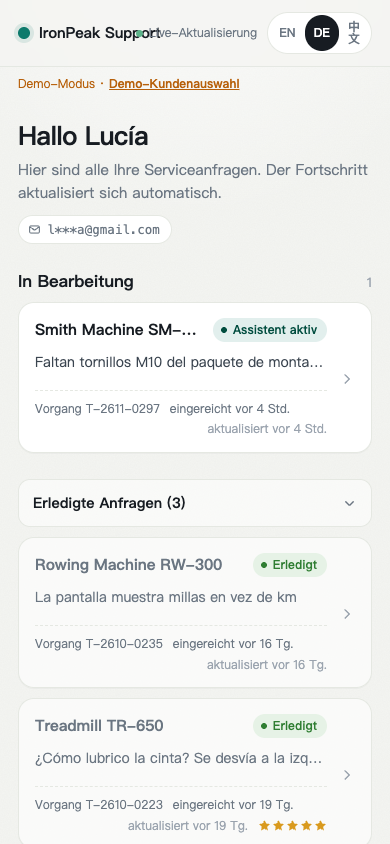 IronPeak Support
Live-Aktualisierung
EN
DE
中文
Demo-Modus · Demo-Kundenauswahl
Hallo Lucía
Hier sind alle Ihre Serviceanfragen. Der Fortschritt
aktualisiert sich automatisch.
l***a@gmail.com
In Bearbeitung
1
Smith Machine SM-…
Assistent aktiv
Faltan tornillos M10 del paquete de monta…
Vorgang T-2611-0297 eingereicht vor 4 Std.
aktualisiert vor 4 Std.
Erledigte Anfragen (3)
Rowing Machine RW-300
Erledigt
La pantalla muestra millas en vez de km
Vorgang T-2610-0235 eingereicht vor 16 Tg.
aktualisiert vor 16 Tg.
Treadmill TR-650
Erledigt
¿Cómo lubrico la cinta? Se desvía a la izq…
Vorgang T-2610-0223 eingereicht vor 19 Tg.
aktualisiert vor 19 Tg. ★★★★★